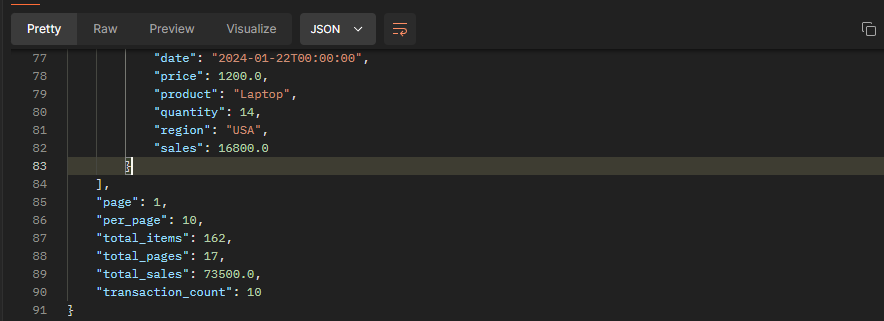 Pretty Raw Preview Visualize JSON
77 "date": "2024-01-22T00:00:00",
78 "price": 1200.0,
79 "product": "Laptop",
80 "quantity": 14,
81 "region": "USA",
82 "sales": 16800.0
83 }
84 ],
85 "page": 1,
86 "per_page": 10,
87 "total_items": 162,
88 "total_pages": 17,
89 "total_sales": 73500.0,
90 "transaction_count": 10
91 }